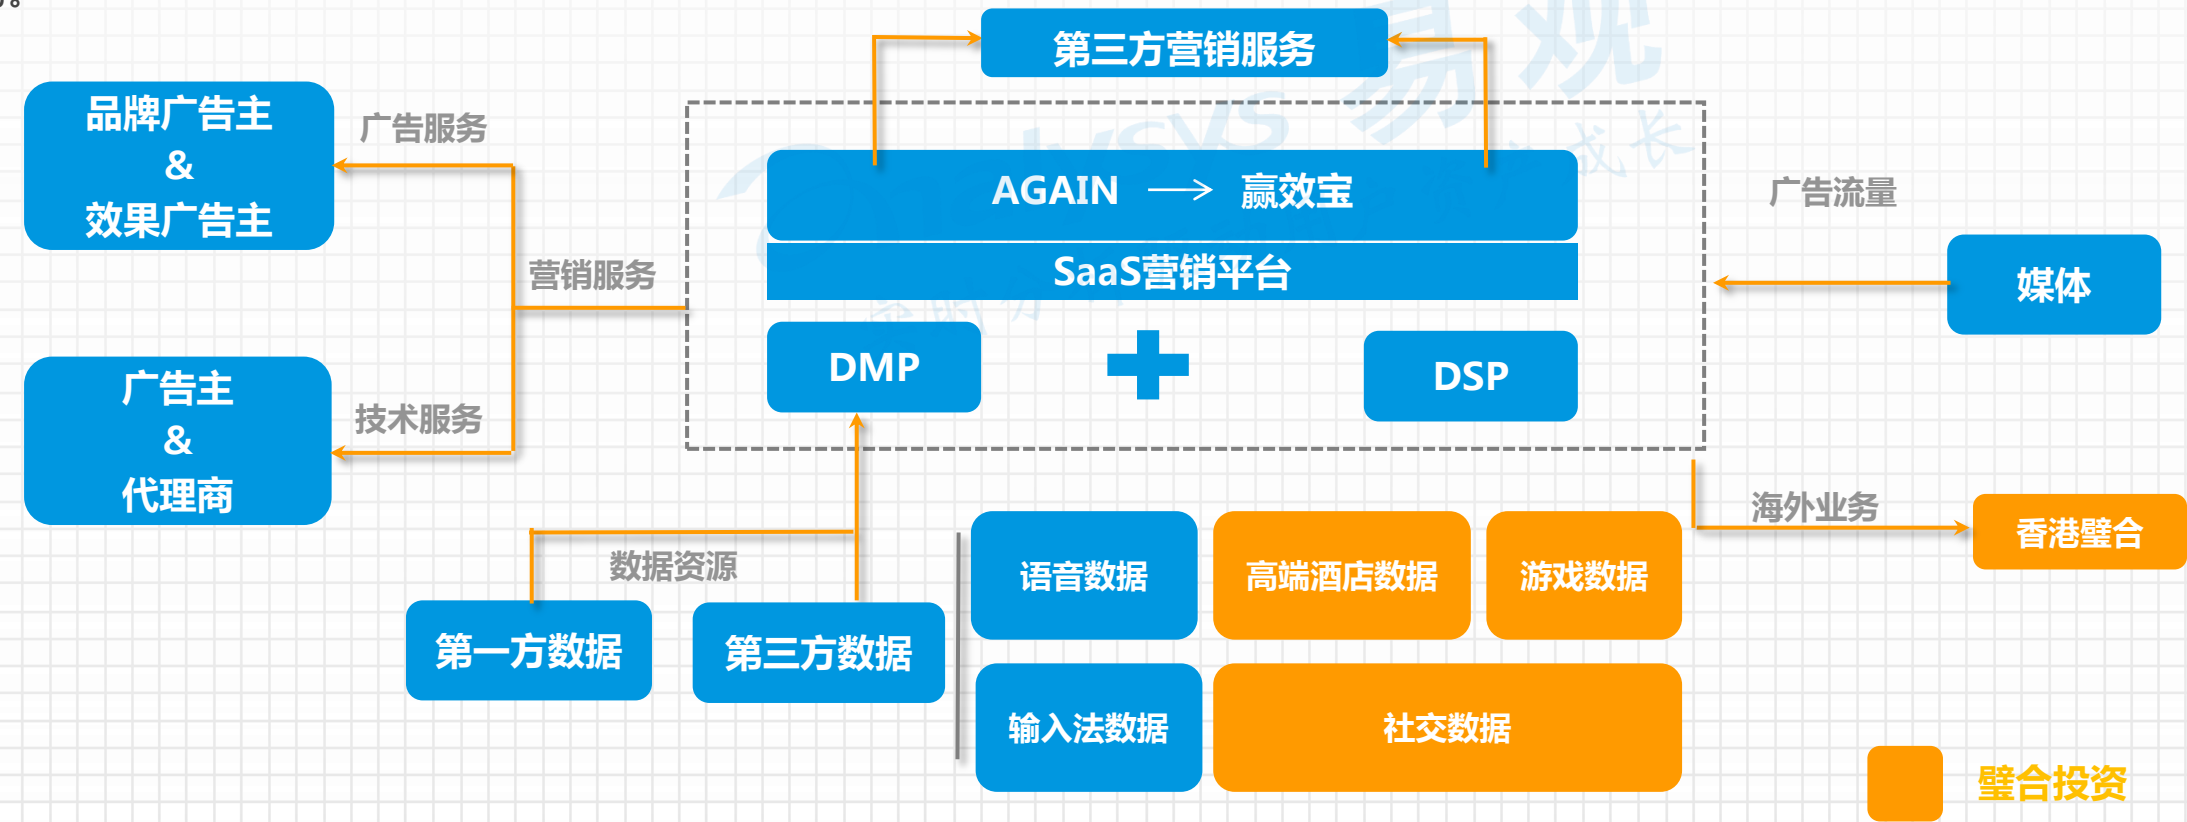 第三方营销服务
品牌广告主
&
效果广告主
广告服务
AGAIN → 赢效宝
广告流量
营销服务
SaaS营销平台
媒体
DMP
DSP
广告主
&
代理商
技术服务
海外业务
香港璧合
数据资源
语音数据
高端酒店数据
游戏数据
第一方数据
第三方数据
输入法数据
社交数据
璧合投资
易观
成长